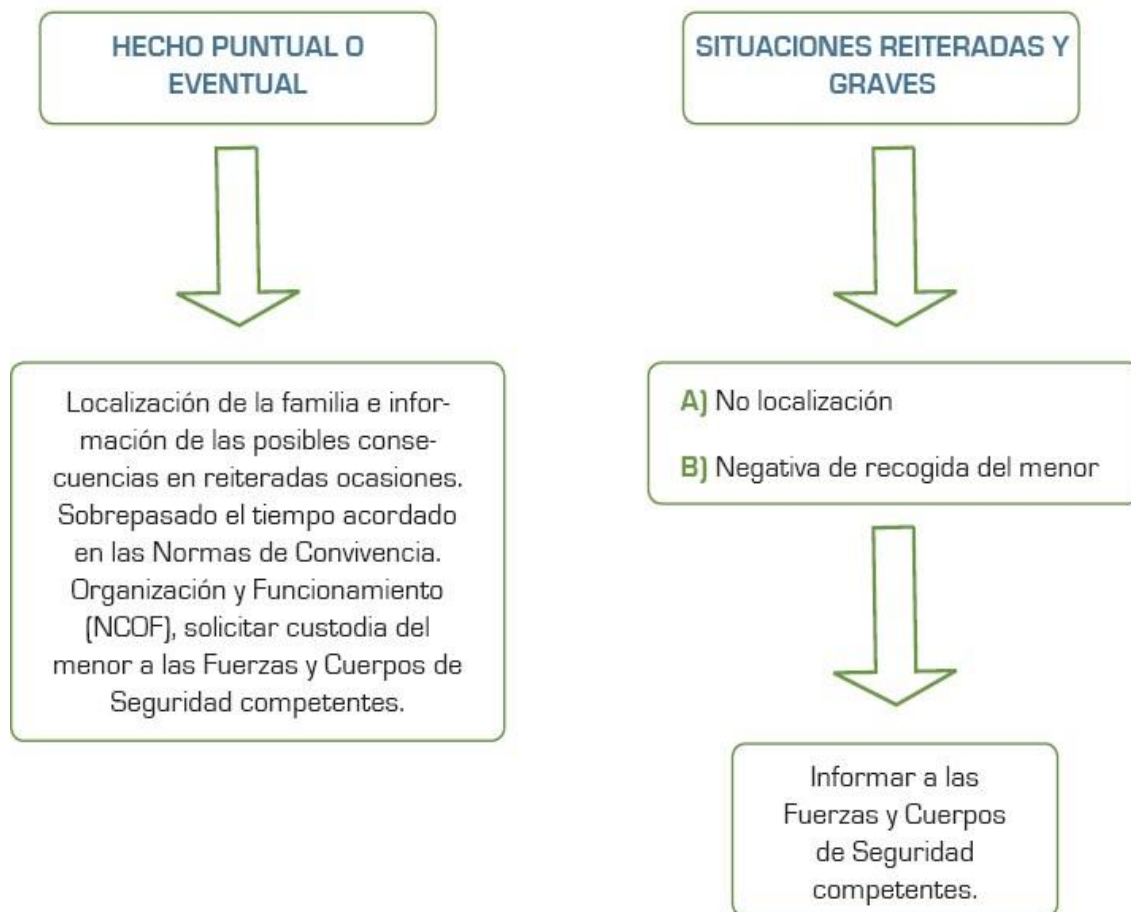 HECHO PUNTUAL O
EVENTUAL
Localización de la familia e infor-
mación de las posibles conse-
cuencias en reiteradas ocasiones.
Sobrepasado el tiempo acordado
en las Normas de Convivencia.
Organización y Funcionamiento
(NCOF), solicitar custodia del
menor a las Fuerzas y Cuerpos de
Seguridad competentes.
SITUACIONES REITERADAS Y
GRAVES
A) No localización
B) Negativa de recogida del menor
Informar a las
Fuerzas y Cuerpos
de Seguridad
competentes.